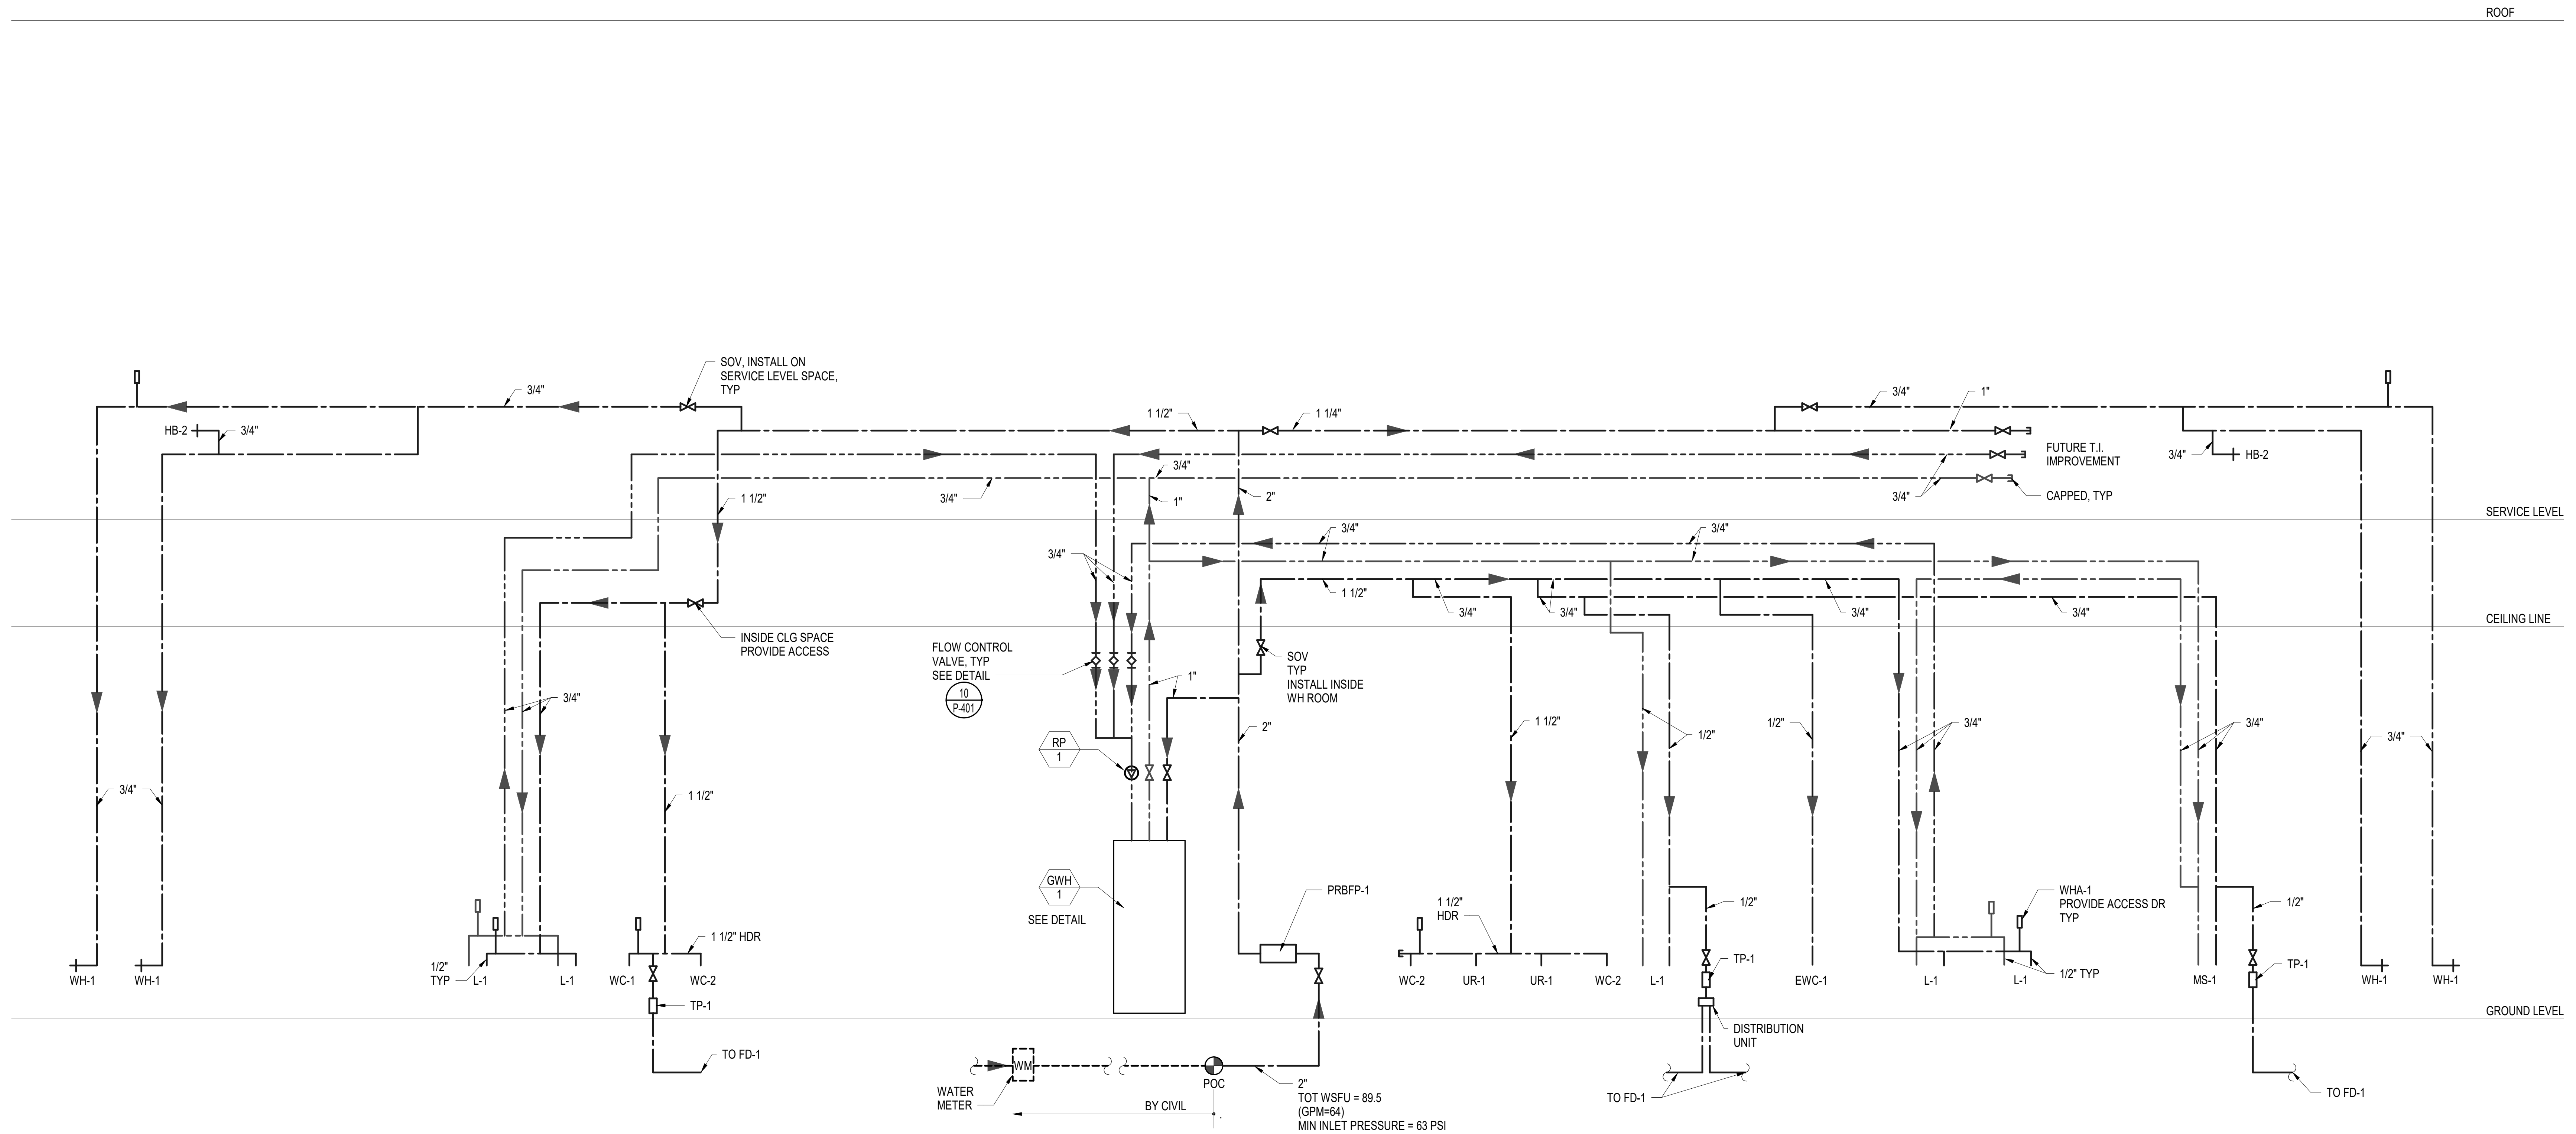 ROOF
SOV, INSTALL ON
SERVICE LEVEL SPACE,
TYP
3/4"
3/4"
1"
HB-2
3/4"
1 1/2"
1 1/4"
FUTURE T.I.
IMPROVEMENT
3/4"
HB-2
3/4"
1 1/2"
3/4"
1"
2"
3/4"
CAPPED, TYP
SERVICE LEVEL
3/4"
3/4"
3/4"
1 1/2"
3/4"
3/4"
3/4"
3/4"
CEILING LINE
INSIDE CLG SPACE
PROVIDE ACCESS
FLOW CONTROL
VALVE, TYP
SEE DETAIL
10
P-401
SOV
TYP
INSTALL INSIDE
WH ROOM
1"
3/4"
2"
1 1/2"
1/2"
1/2"
3/4"
3/4"
3/4"
RP
1
3/4"
1 1/2"
GWH
1
SEE DETAIL
PRBFP-1
1 1/2"
HDR
1/2"
WHA-1
PROVIDE ACCESS DR
TYP
1/2"
1 1/2" HDR
1/2"
TYP
TP-1
TP-1
1/2" TYP
WH-1
WH-1
L-1
L-1
WC-1
WC-2
WC-2
UR-1
UR-1
WC-2
L-1
EWC-1
L-1
L-1
MS-1
WH-1
WH-1
TP-1
GROUND LEVEL
DISTRIBUTION
UNIT
TO FD-1
WM
WATER
METER
POC
BY CIVIL
2"
TOT WSFU = 89.5
(GPM=64)
MIN INLET PRESSURE = 63 PSI
TO FD-1
TO FD-1